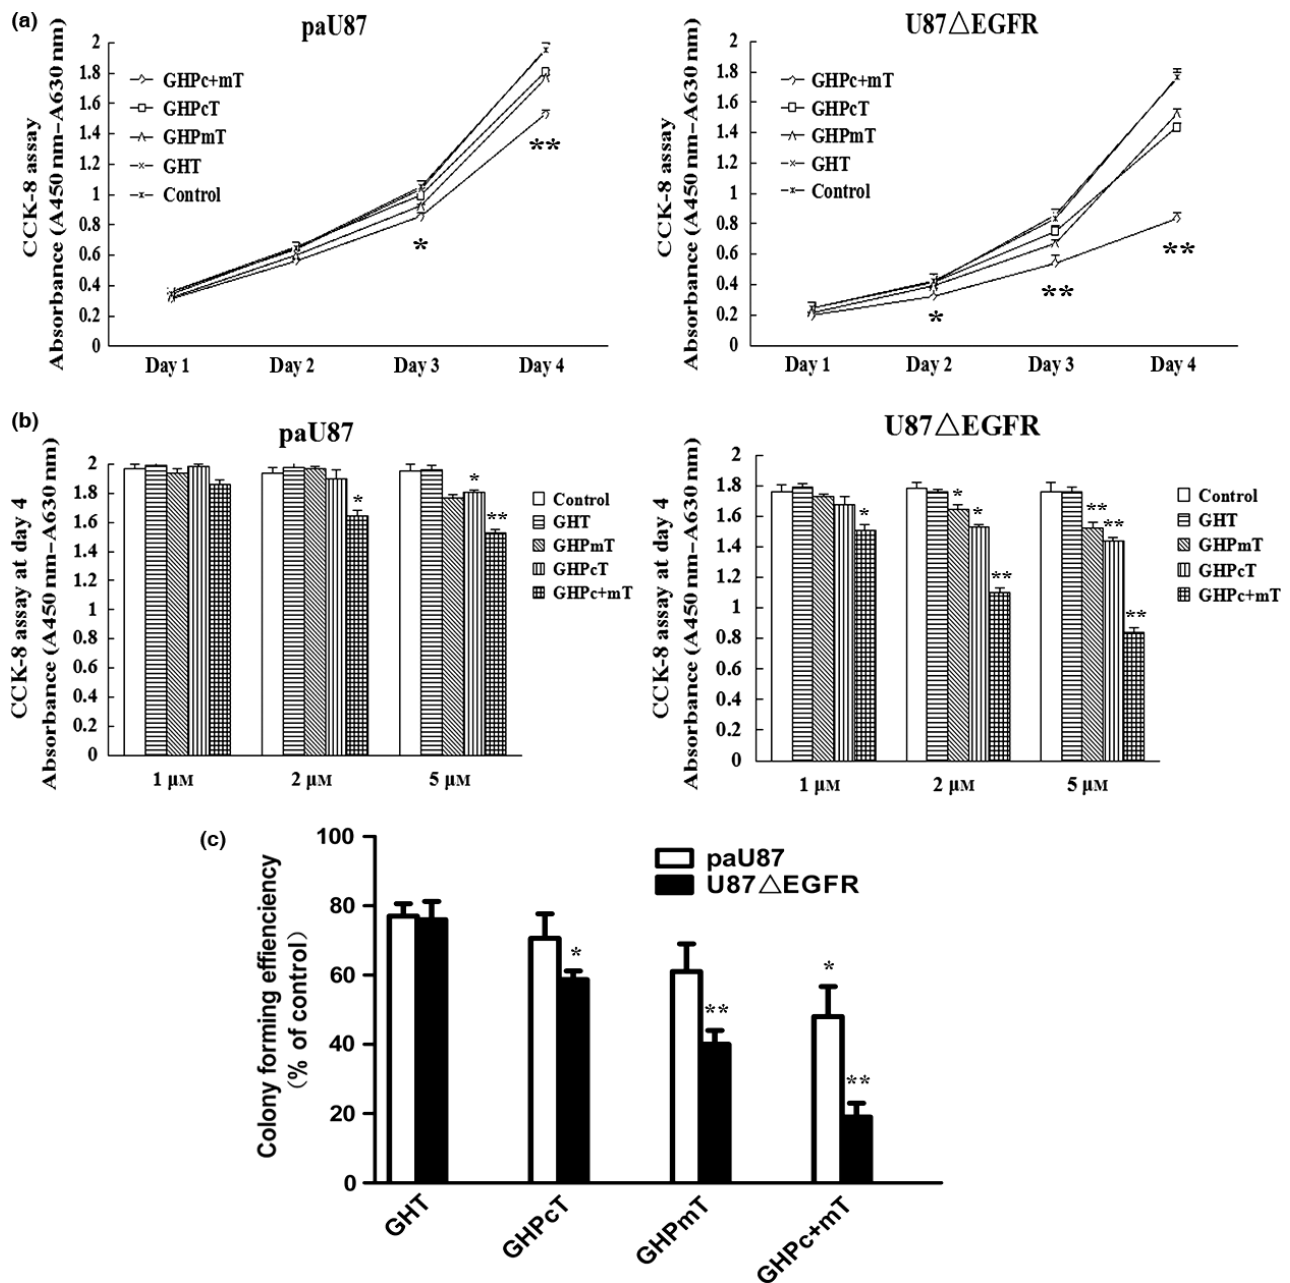 (a)
paU87
CCK-8 assay
Absorbance (A450 nm–A630 nm)
2
1.8
1.6
1.4
1.2
1
0.8
0.6
0.4
0.2
0
GHPc+mT
GHPcT
GHPmT
GHT
Control
*
**
Day 1
Day 2
Day 3
Day 4
U87△EGFR
CCK-8 assay
Absorbance (A450 nm–A630 nm)
2
1.8
1.6
1.4
1.2
1
0.8
0.6
0.4
0.2
0
GHPc+mT
GHPcT
GHPmT
GHT
Control
*
**
**
Day 1
Day 2
Day 3
Day 4
(b)
paU87
CCK-8 assay at day 4
Absorbance (A450 nm–A630 nm)
2
1.8
1.6
1.4
1.2
1
0.8
0.6
0.4
0.2
0
*
*
**
1 μM
2 μM
5 μM
Control
GHT
GHPmT
GHPcT
GHPc+mT
U87△EGFR
CCK-8 assay at day 4
Absorbance (A450 nm–A630 nm)
2
1.8
1.6
1.4
1.2
1
0.8
0.6
0.4
0.2
0
*
*
*
**
**
**
**
1 μM
2 μM
5 μM
Control
GHT
GHPmT
GHPcT
GHPc+mT
(c)
Colony forming effienciency
(% of control)
100
80
60
40
20
0
paU87
U87△EGFR
*
**
*
**
GHT
GHPcT
GHPmT
GHPc+mT